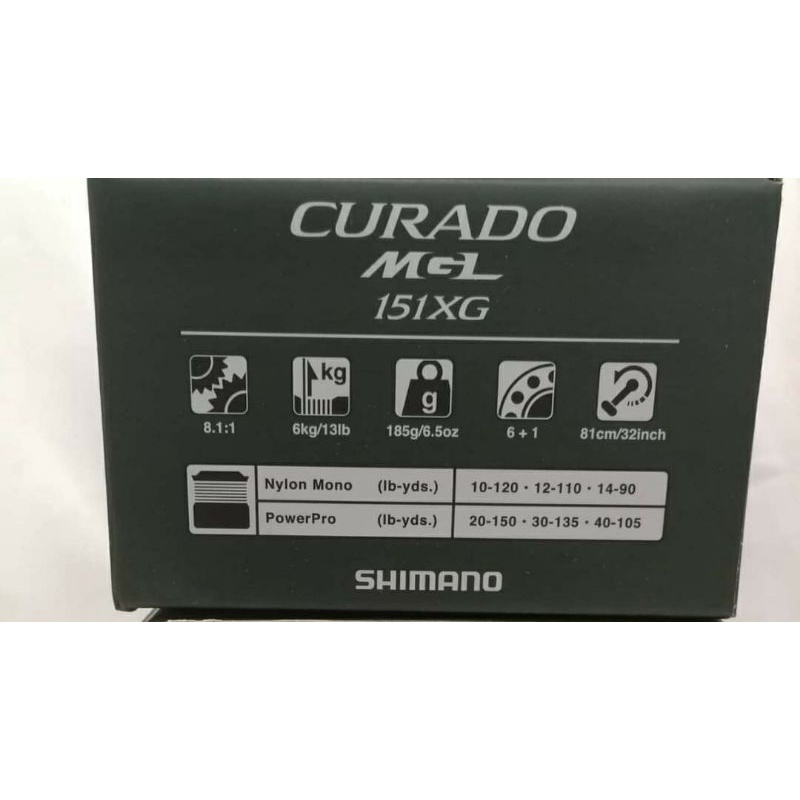 CURADO
MGL
151XG
kg
g
8.1:1 6kg/13lb 185g/6.5oz 6 + 1 81cm/32inch
Nylon Mono (lb-yds.) 10-120 · 12-110 · 14-90
PowerPro (lb-yds.) 20-150 · 30-135 · 40-105
SHIMANO